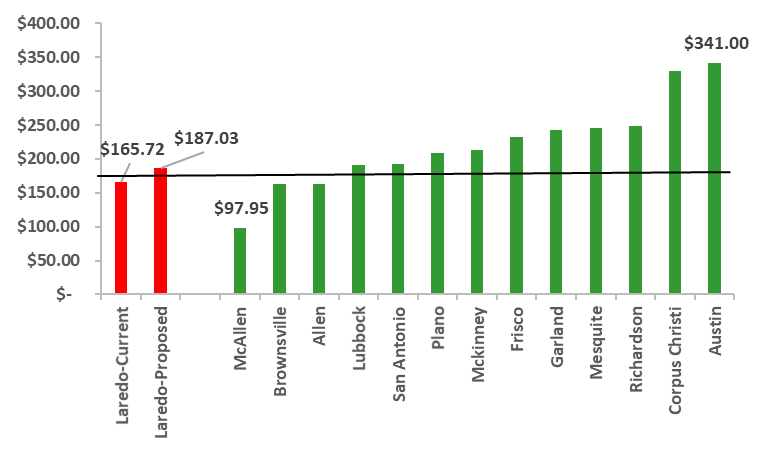 $400.00
$350.00
$300.00
$250.00
$200.00
$150.00
$100.00
$50.00
$-
$165.72
$187.03
$97.95
$341.00
Laredo-Current
Laredo-Proposed
McAllen
Brownsville
Allen
Lubbock
San Antonio
Plano
Mckinney
Frisco
Garland
Mesquite
Richardson
Corpus Christi
Austin